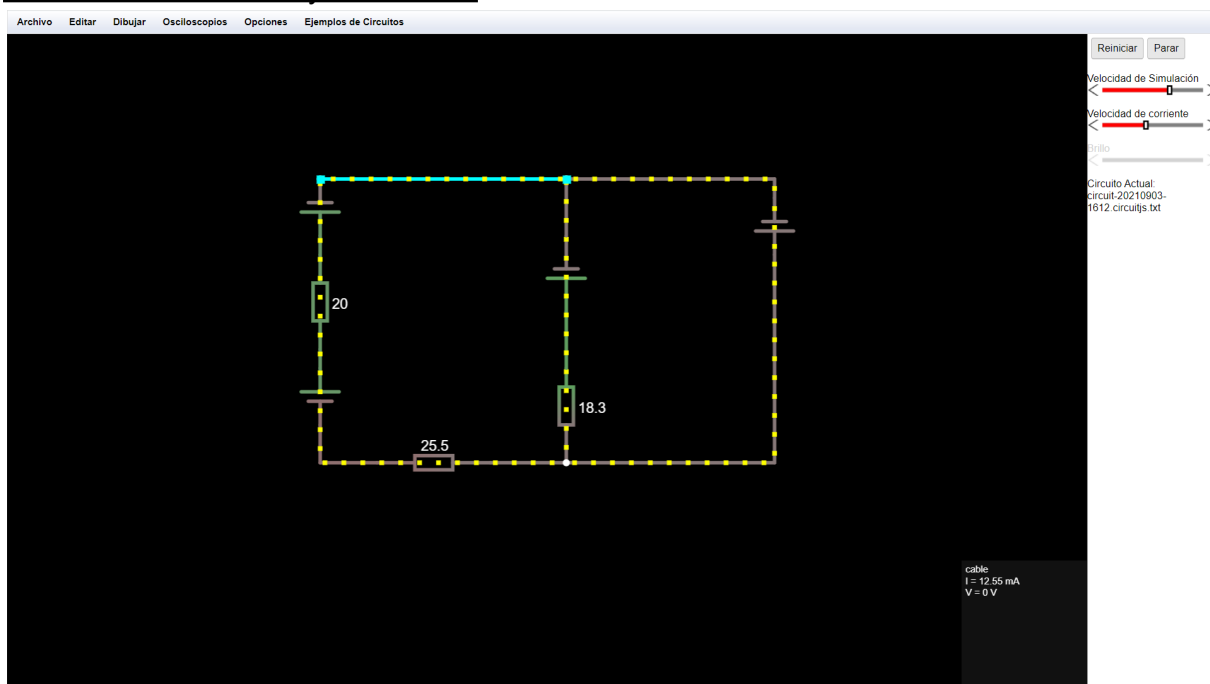 Archivo Editar Dibujar Osciloscopios Opciones Ejemplos de Circuitos
Reiniciar Parar
Velocidad de Simulación
Velocidad de corriente
Brillo
Circuito Actual:
circuit-20210903-
1612.circuitjs.txt
20
18.3
25.5
cable
I = 12.55 mA
V = 0 V